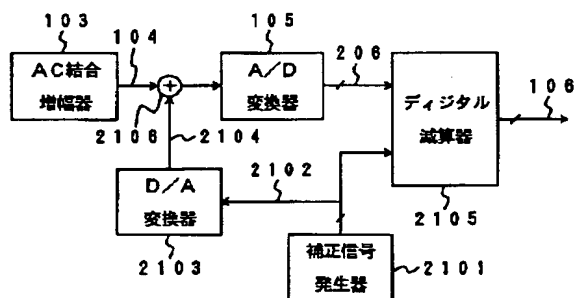 103
104
105
206
106
AC結合
増幅器
A/D
変換器
ディジタル
減算器
2106
2104
2102
2105
D/A
変換器
2103
補正信号
発生器
2101